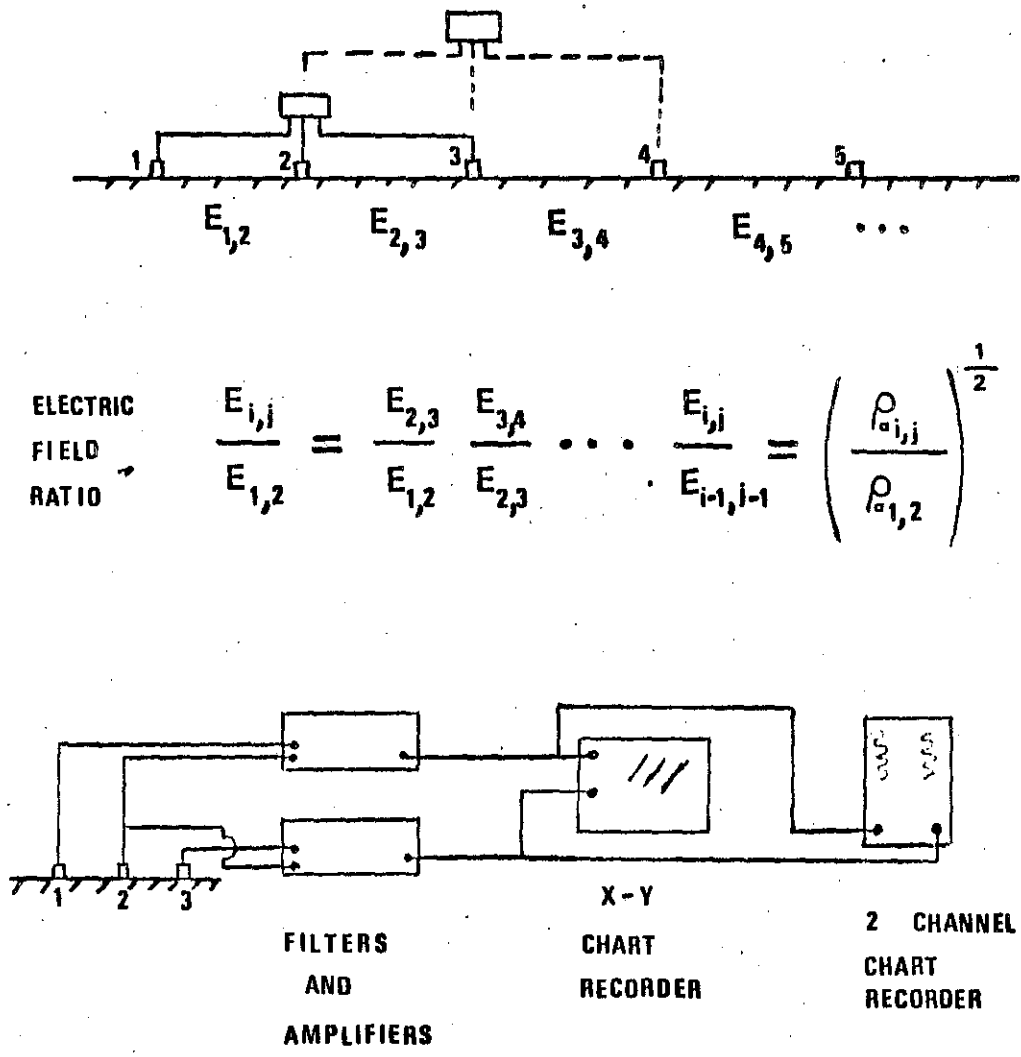 1 2 3 4 5
E1,2 E2,3 E3,4 E4,5 •••
ELECTRIC
FIELD
RATIO
Ei,j / E1,2 = E2,3 / E1,2 E3,4 / E2,3 ••• Ei,j / Ei-1,j-1 = (ρai,j / ρa1,2)^1/2
1 2 3
FILTERS
AND
AMPLIFIERS
X-Y
CHART
RECORDER
2 CHANNEL
CHART
RECORDER